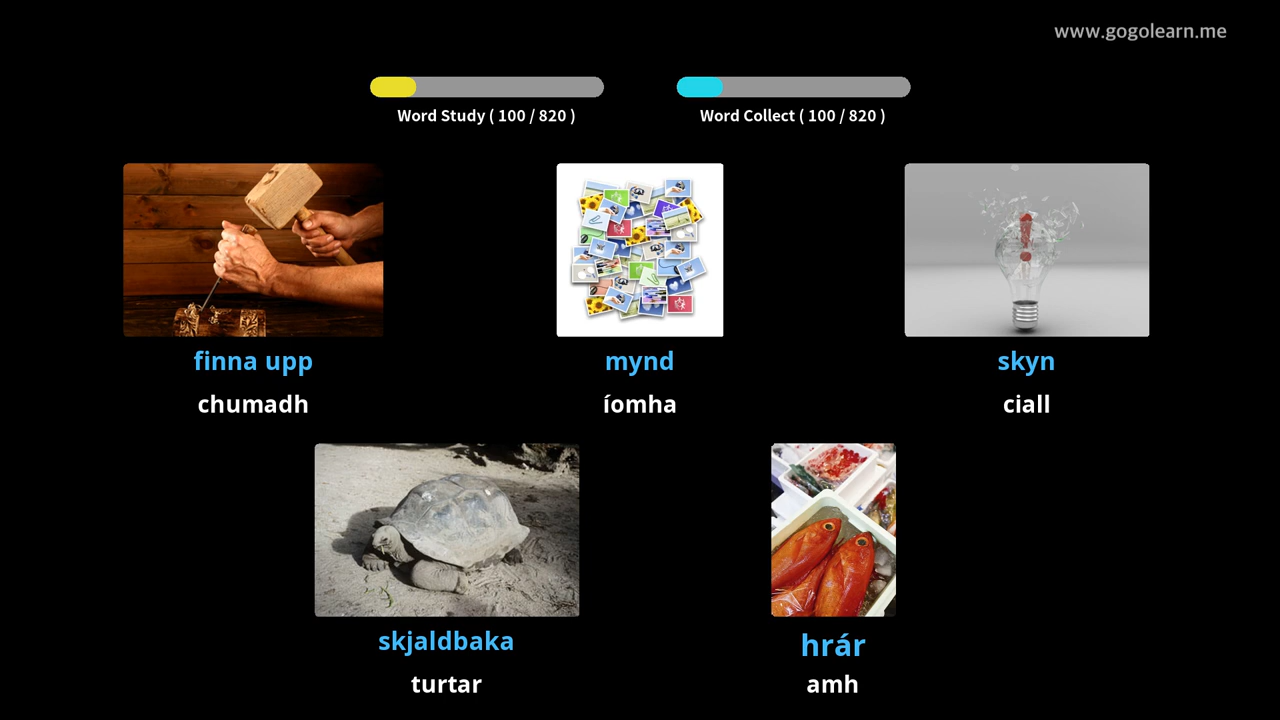 www.gogolearn.me
Word Study ( 100 / 820 )
Word Collect ( 100 / 820 )
finna upp
chumadh
mynd
íomha
skyn
ciall
skjaldbaka
turtar
hrár
amh